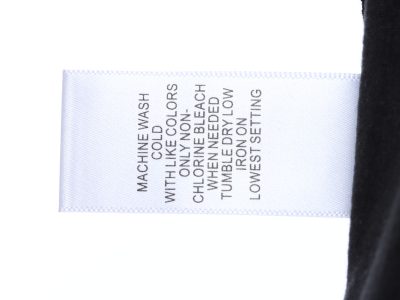 MACHINE WASH
COLD
WITH LIKE COLORS
ONLY NON-
CHLORINE BLEACH
WHEN NEEDED
TUMBLE DRY LOW
IRON ON
LOWEST SETTING